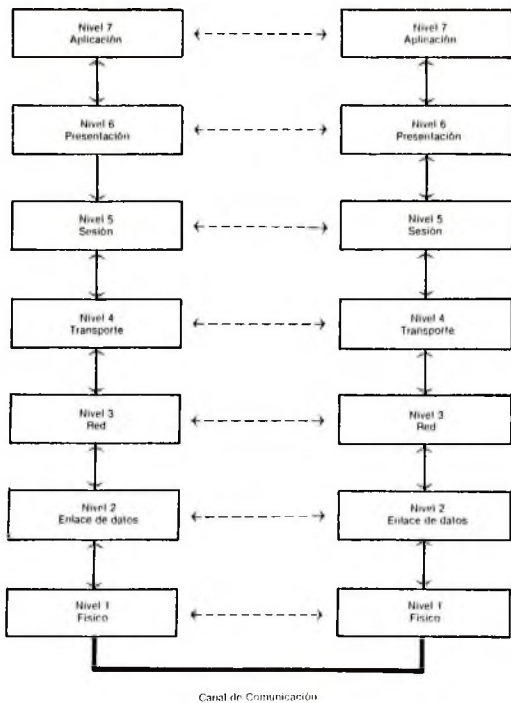 Nivel 7
Aplicación
Nivel 7
Aplicación
Nivel 6
Presentación
Nivel 6
Presentación
Nivel 5
Sesión
Nivel 5
Sesión
Nivel 4
Transporte
Nivel 4
Transporte
Nivel 3
Red
Nivel 3
Red
Nivel 2
Enlace de datos
Nivel 2
Enlace de datos
Nivel 1
Físico
Nivel 1
Físico
Canal de Comunicación